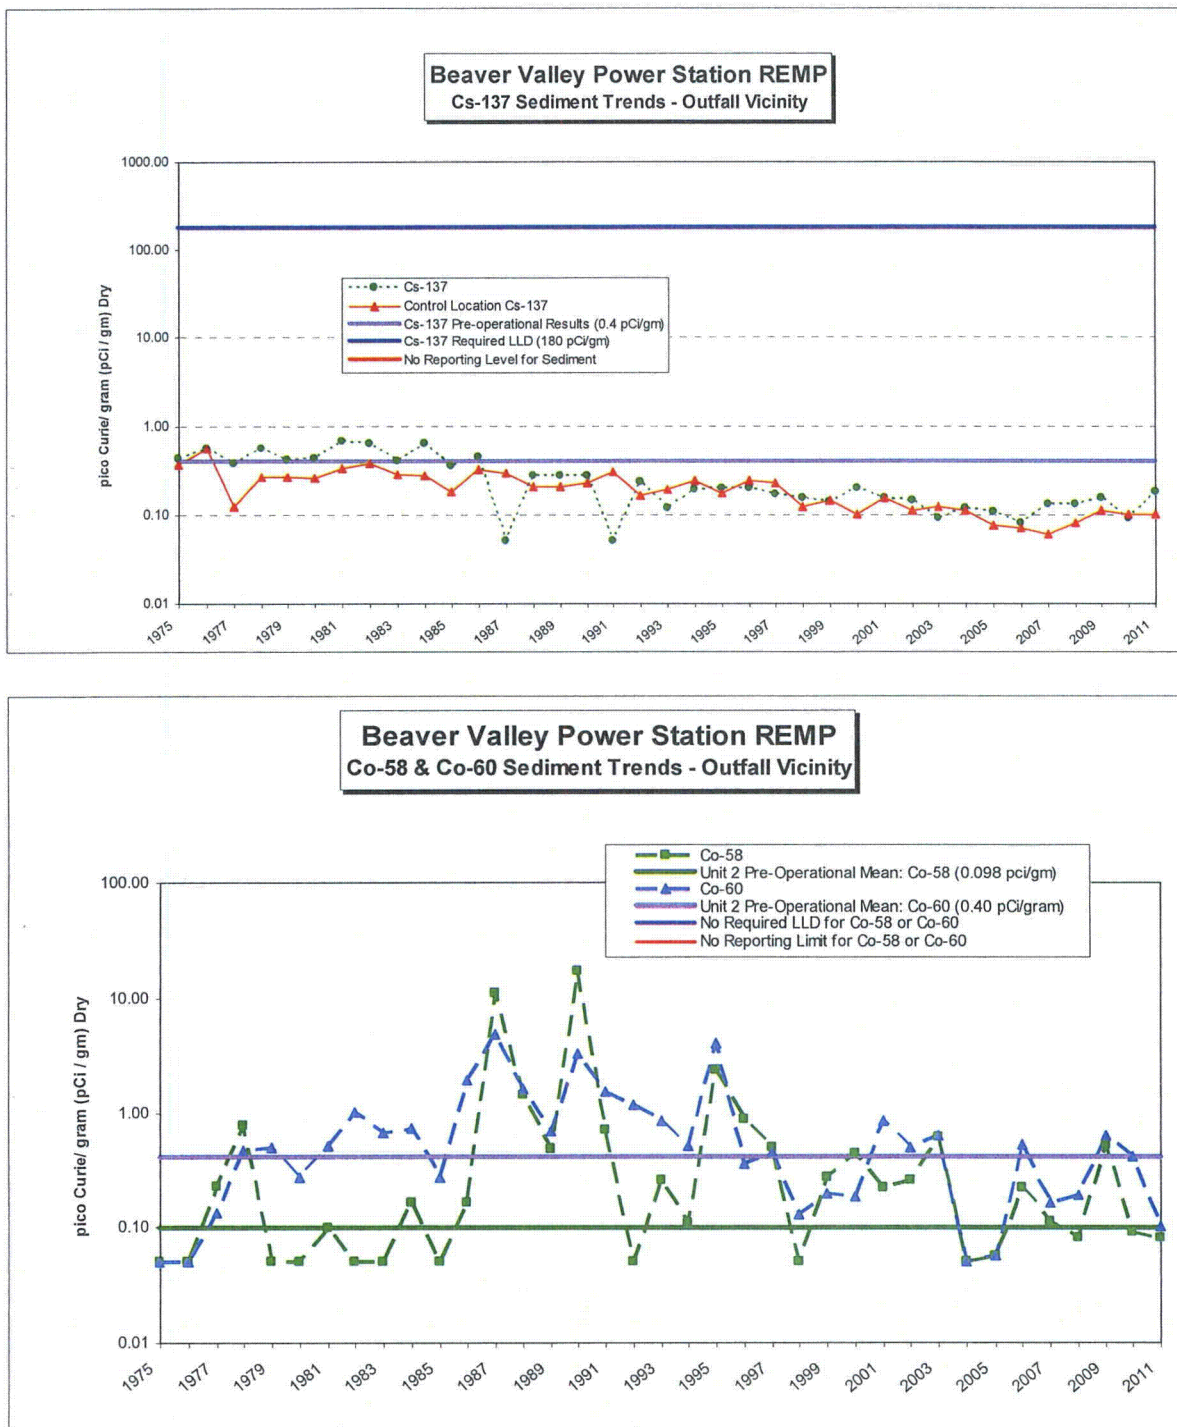 Beaver Valley Power Station REMP
Cs-137 Sediment Trends - Outfall Vicinity
1000.00
100.00
10.00
1.00
0.10
0.01
pico Curie/ gram (pCi / gm) Dry
Cs-137
Control Location Cs-137
Cs-137 Pre-operational Results (0.4 pCi/gm)
Cs-137 Required LLD (180 pCi/gm)
No Reporting Level for Sediment
1975
1977
1979
1981
1983
1985
1987
1989
1991
1993
1995
1997
1999
2001
2003
2005
2007
2009
2011
Beaver Valley Power Station REMP
Co-58 & Co-60 Sediment Trends - Outfall Vicinity
Co-58
Unit 2 Pre-Operational Mean: Co-58 (0.098 pci/gm)
Co-60
Unit 2 Pre-Operational Mean: Co-60 (0.40 pCi/gram)
No Required LLD for Co-58 or Co-60
No Reporting Limit for Co-58 or Co-60
100.00
10.00
1.00
0.10
0.01
pico Curie/ gram (pCi / gm) Dry
1975
1977
1979
1981
1983
1985
1987
1989
1991
1993
1995
1997
1999
2001
2003
2005
2007
2009
2011